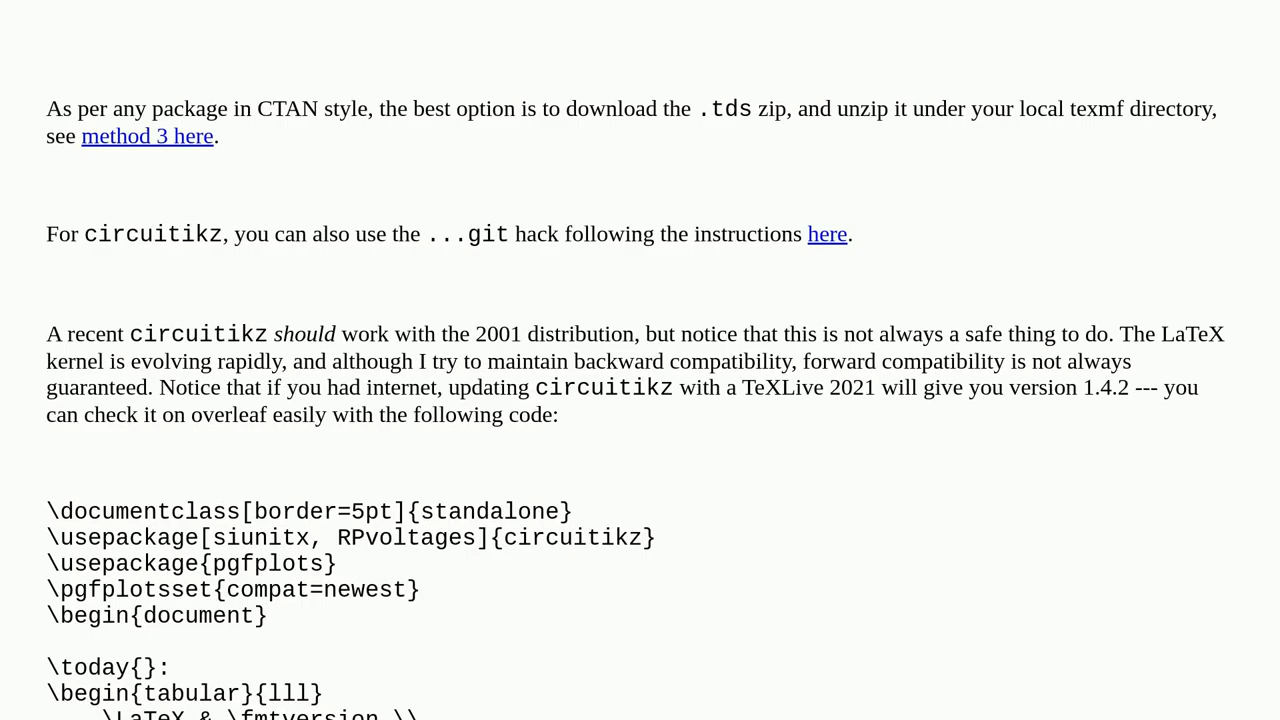 As per any package in CTAN style, the best option is to download the .tds zip, and unzip it under your local texmf directory,
see method 3 here.
For circuitikz, you can also use the ...git hack following the instructions here.
A recent circuitikz should work with the 2001 distribution, but notice that this is not always a safe thing to do. The LaTeX
kernel is evolving rapidly, and although I try to maintain backward compatibility, forward compatibility is not always
guaranteed. Notice that if you had internet, updating circuitikz with a TeXLive 2021 will give you version 1.4.2 --- you
can check it on overleaf easily with the following code:
\documentclass[border=5pt]{standalone}
\usepackage[siunitx, RPvoltages]{circuitikz}
\usepackage{pgfplots}
\pgfplotsset{compat=newest}
\begin{document}
\today{}:
\begin{tabular}{lll}
\LaTeX & \fmtversion \\